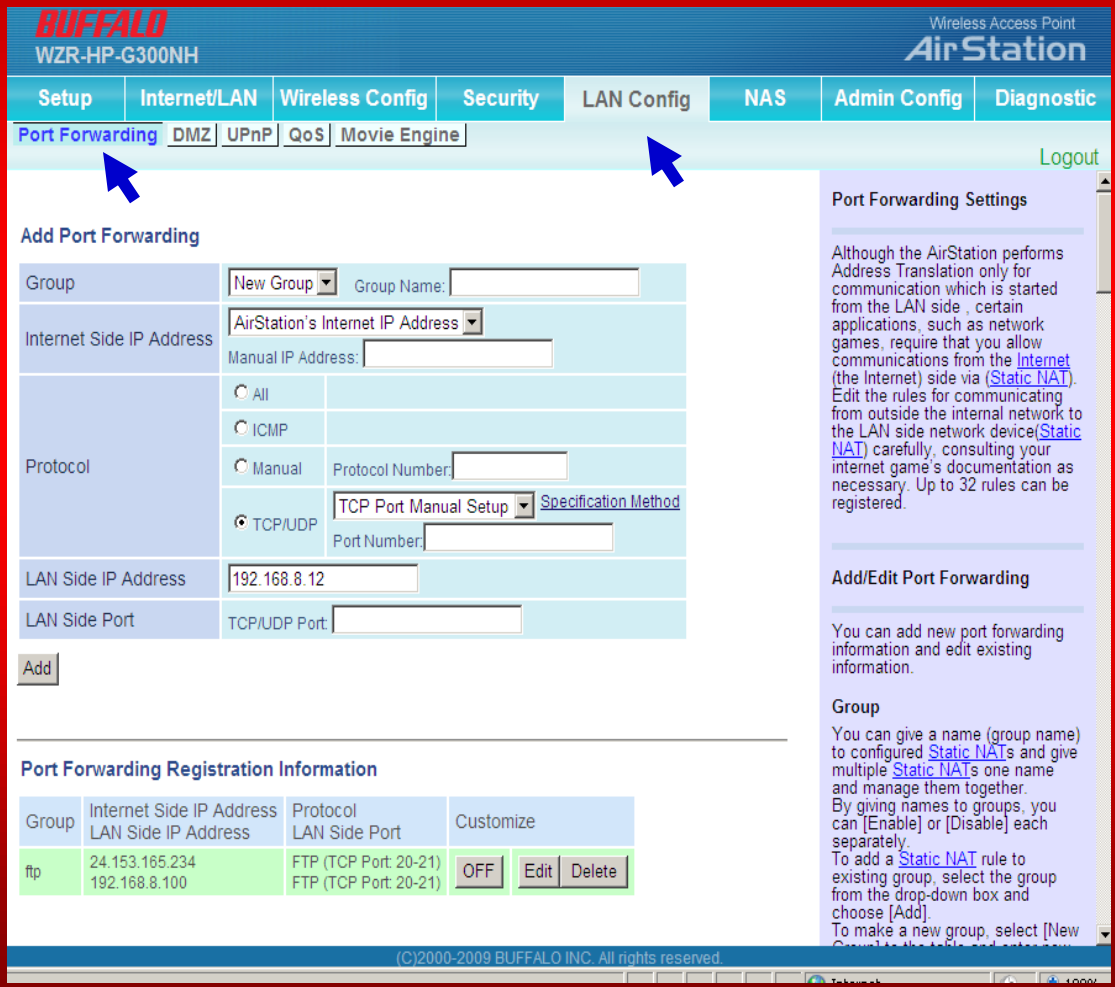 BUFFALO
WZR-HP-G300NH
Wireless Access Point
AirStation
Setup Internet/LAN Wireless Config Security LAN Config NAS Admin Config Diagnostic
Port Forwarding DMZ UPnP QoS Movie Engine
Logout
Add Port Forwarding
Group New Group Group Name:
Internet Side IP Address AirStation's Internet IP Address
Manual IP Address:
Protocol
All
ICMP
Manual Protocol Number:
TCP/UDP TCP Port Manual Setup Specification Method
Port Number:
LAN Side IP Address 192.168.8.12
LAN Side Port TCP/UDP Port:
Add
Port Forwarding Registration Information
Group Internet Side IP Address Protocol Customize
LAN Side IP Address LAN Side Port
ftp 24.153.165.234 FTP (TCP Port: 20-21) OFF Edit Delete
192.168.8.100 FTP (TCP Port: 20-21)
Port Forwarding Settings
Although the AirStation performs
Address Translation only for
communication which is started
from the LAN side , certain
applications, such as network
games, require that you allow
communications from the Internet
(the Internet) side via (Static NAT).
Edit the rules for communicating
from outside the internal network to
the LAN side network device(Static
NAT) carefully, consulting your
internet game's documentation as
necessary. Up to 32 rules can be
registered.
Add/Edit Port Forwarding
You can add new port forwarding
information and edit existing
information.
Group
You can give a name (group name)
to configured Static NATs and give
multiple Static NATs one name
and manage them together.
By giving names to groups, you
can [Enable] or [Disable] each
separately.
To add a Static NAT rule to
existing group, select the group
from the drop-down box and
choose [Add].
To make a new group, select [New
(C)2000-2009 BUFFALO INC. All rights reserved.